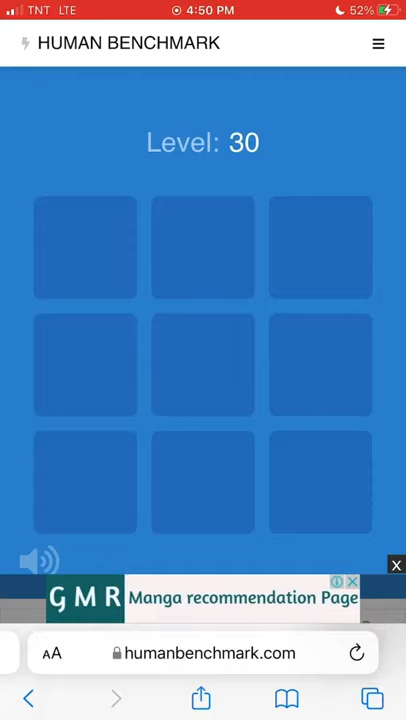 TNT LTE 4:50 PM 52%
HUMAN BENCHMARK
Level: 30
X
G M R Manga recommendation Page
AA humanbenchmark.com